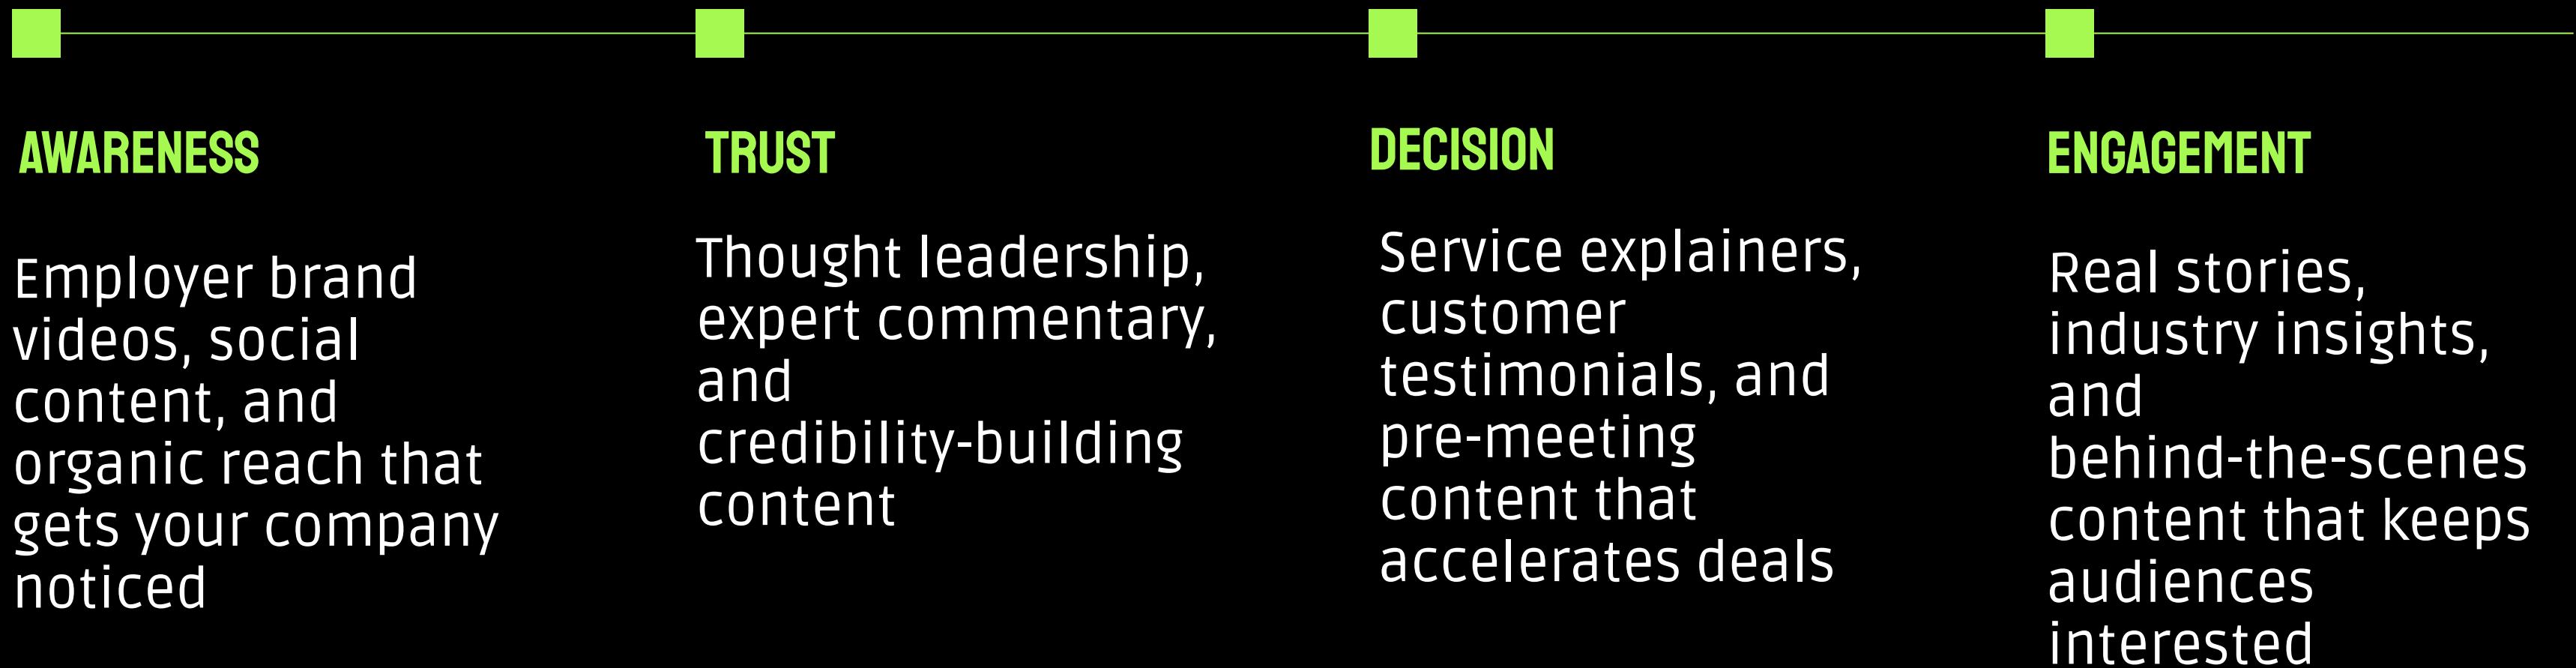 AWARENESS
Employer brand
videos, social
content, and
organic reach that
gets your company
noticed
TRUST
Thought leadership,
expert commentary,
and
credibility-building
content
DECISION
Service explainers,
customer
testimonials, and
pre-meeting
content that
accelerates deals
ENGAGEMENT
Real stories,
industry insights,
and
behind-the-scenes
content that keeps
audiences
interested